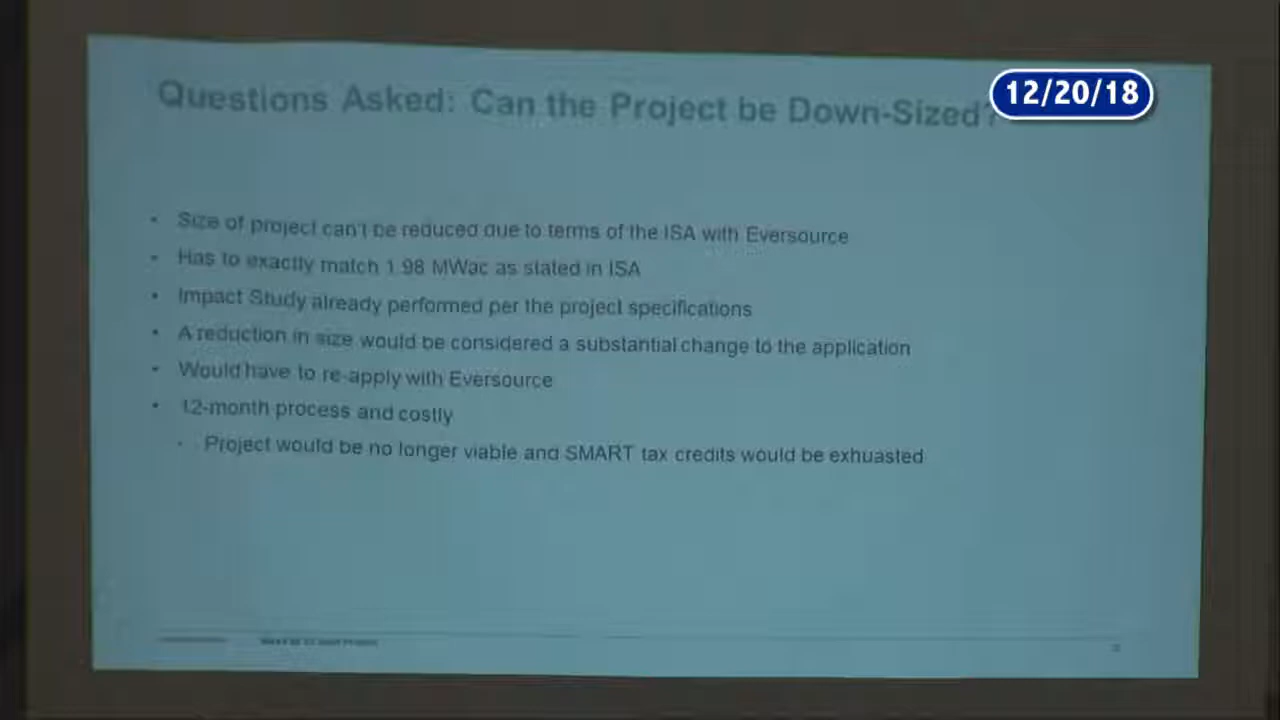 Questions Asked: Can the Project be Down-Sized?
12/20/18
• Size of project can't be reduced due to terms of the ISA with Eversource
• Has to exactly match 1.98 MWac as stated in ISA
• Impact Study already performed per the project specifications
• A reduction in size would be considered a substantial change to the application
• Would have to re-apply with Eversource
• 12-month process and costly
• Project would be no longer viable and SMART tax credits would be exhuasted